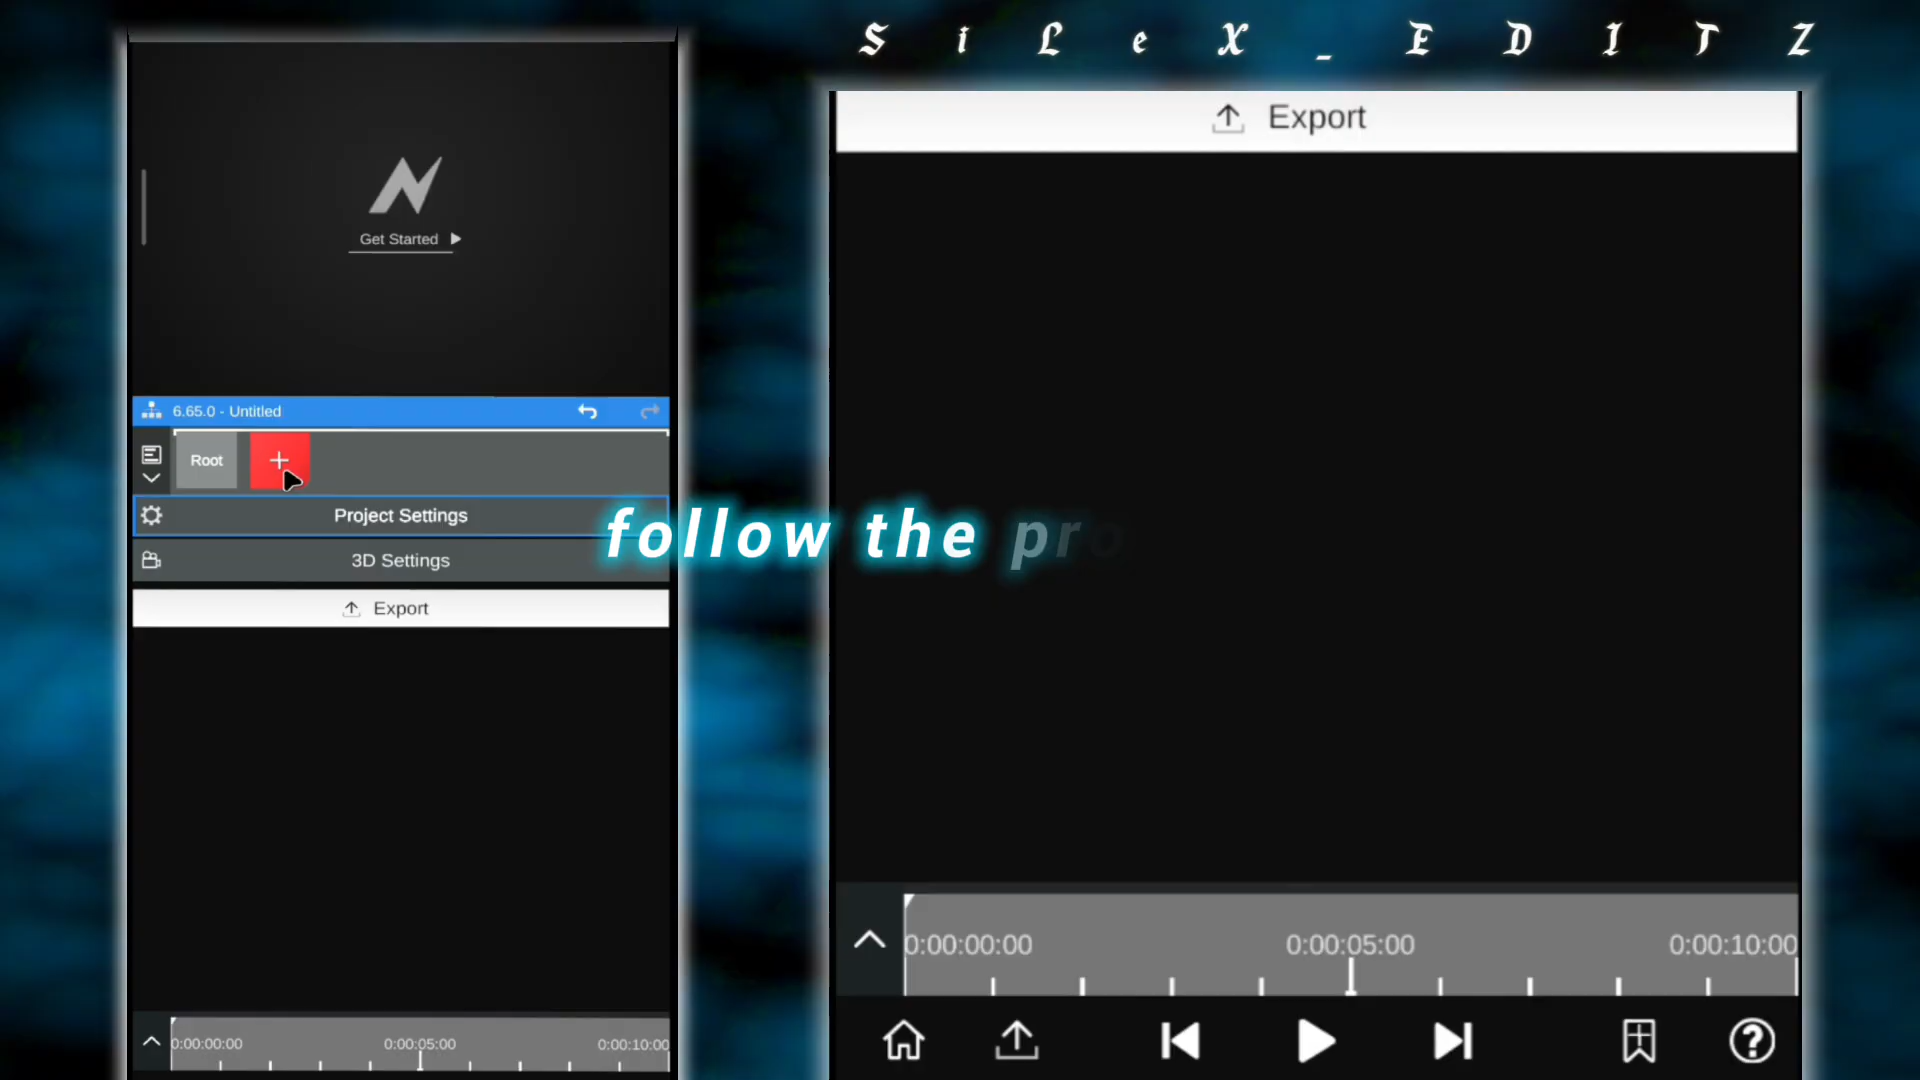 SiLeX_EDITZ
Get Started
6.65.0 - Untitled
Root
Project Settings
3D Settings
Export
0:00:00:00 0:00:05:00 0:00:10:00
follow the pro
Export
0:00:00:00 0:00:05:00 0:00:10:00